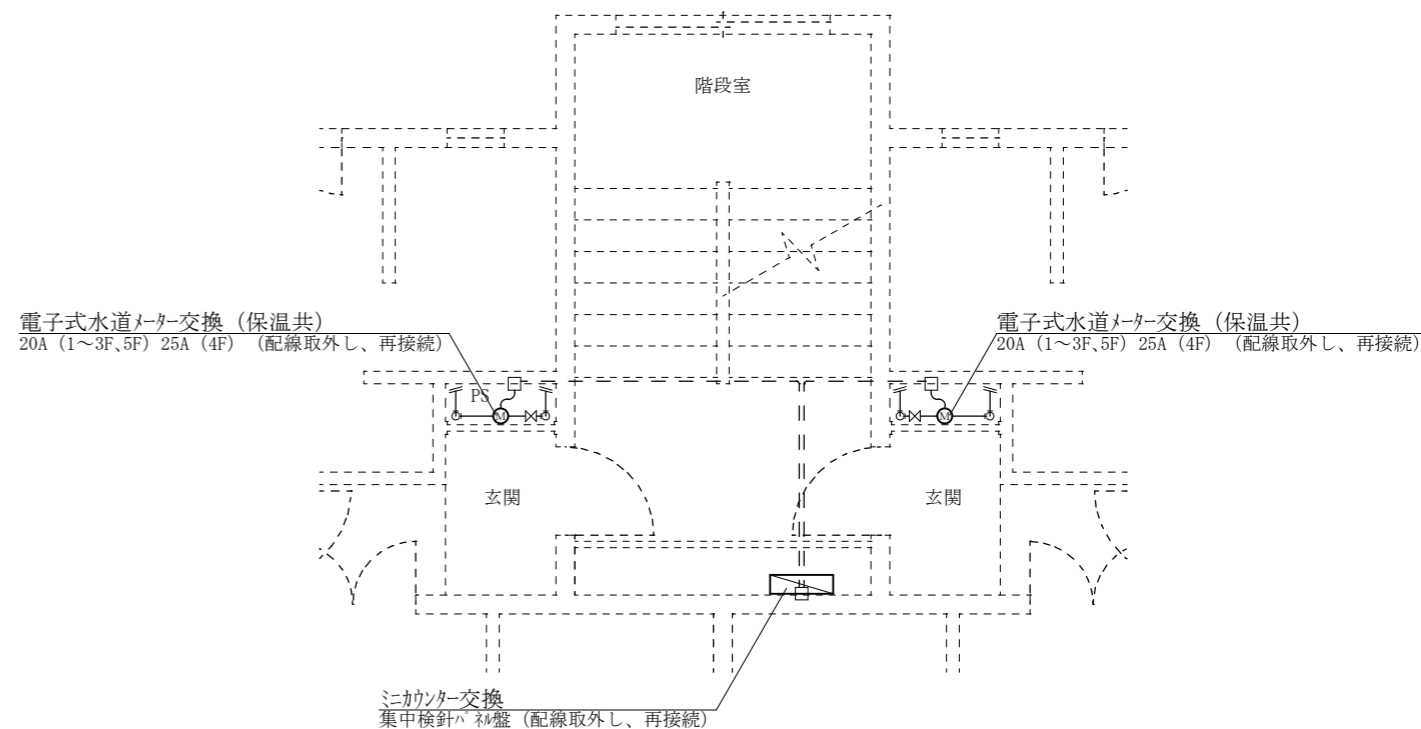 階段室
電子式水道メーター交換（保温共）
20A（1～3F、5F）25A（4F）（配線取外し、再接続）
電子式水道メーター交換（保温共）
20A（1～3F、5F）25A（4F）（配線取外し、再接続）
PS
M
M
玄関
玄関
ミニカウンター交換
集中検針パネル盤（配線取外し、再接続）